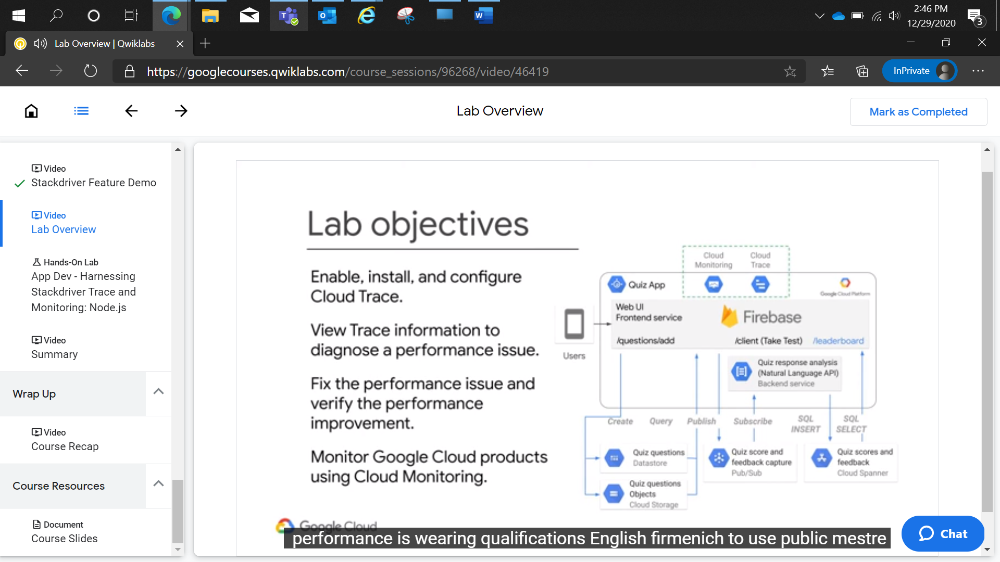 2:46 PM
12/29/2020
3
Lab Overview | Qwiklabs
https://googlecourses.qwiklabs.com/course_sessions/96268/video/46419
InPrivate
Lab Overview
Mark as Completed
Video
Stackdriver Feature Demo
Video
Lab Overview
Hands-On Lab
App Dev - Harnessing
Stackdriver Trace and
Monitoring: Node.js
Video
Summary
Wrap Up
Video
Course Recap
Course Resources
Document
Course Slides
Lab objectives
Enable, install, and configure
Cloud Trace.
View Trace information to
diagnose a performance issue.
Fix the performance issue and
verify the performance
improvement.
Monitor Google Cloud products
using Cloud Monitoring.
Cloud
Monitoring
Cloud
Trace
Quiz App
Google Cloud Platform
Web UI
Frontend service
Firebase
/questions/add
/client (Take Test)
/leaderboard
Users
Quiz response analysis
(Natural Language API)
Backend service
Create
Query
Publish
Subscribe
SQL
INSERT
SQL
SELECT
Quiz questions
Datastore
Quiz score and
feedback capture
Pub/Sub
Quiz scores and
feedback
Cloud Spanner
Quiz questions
Objects
Cloud Storage
Google Cloud
performance is wearing qualifications English firmenich to use public mestre
Chat